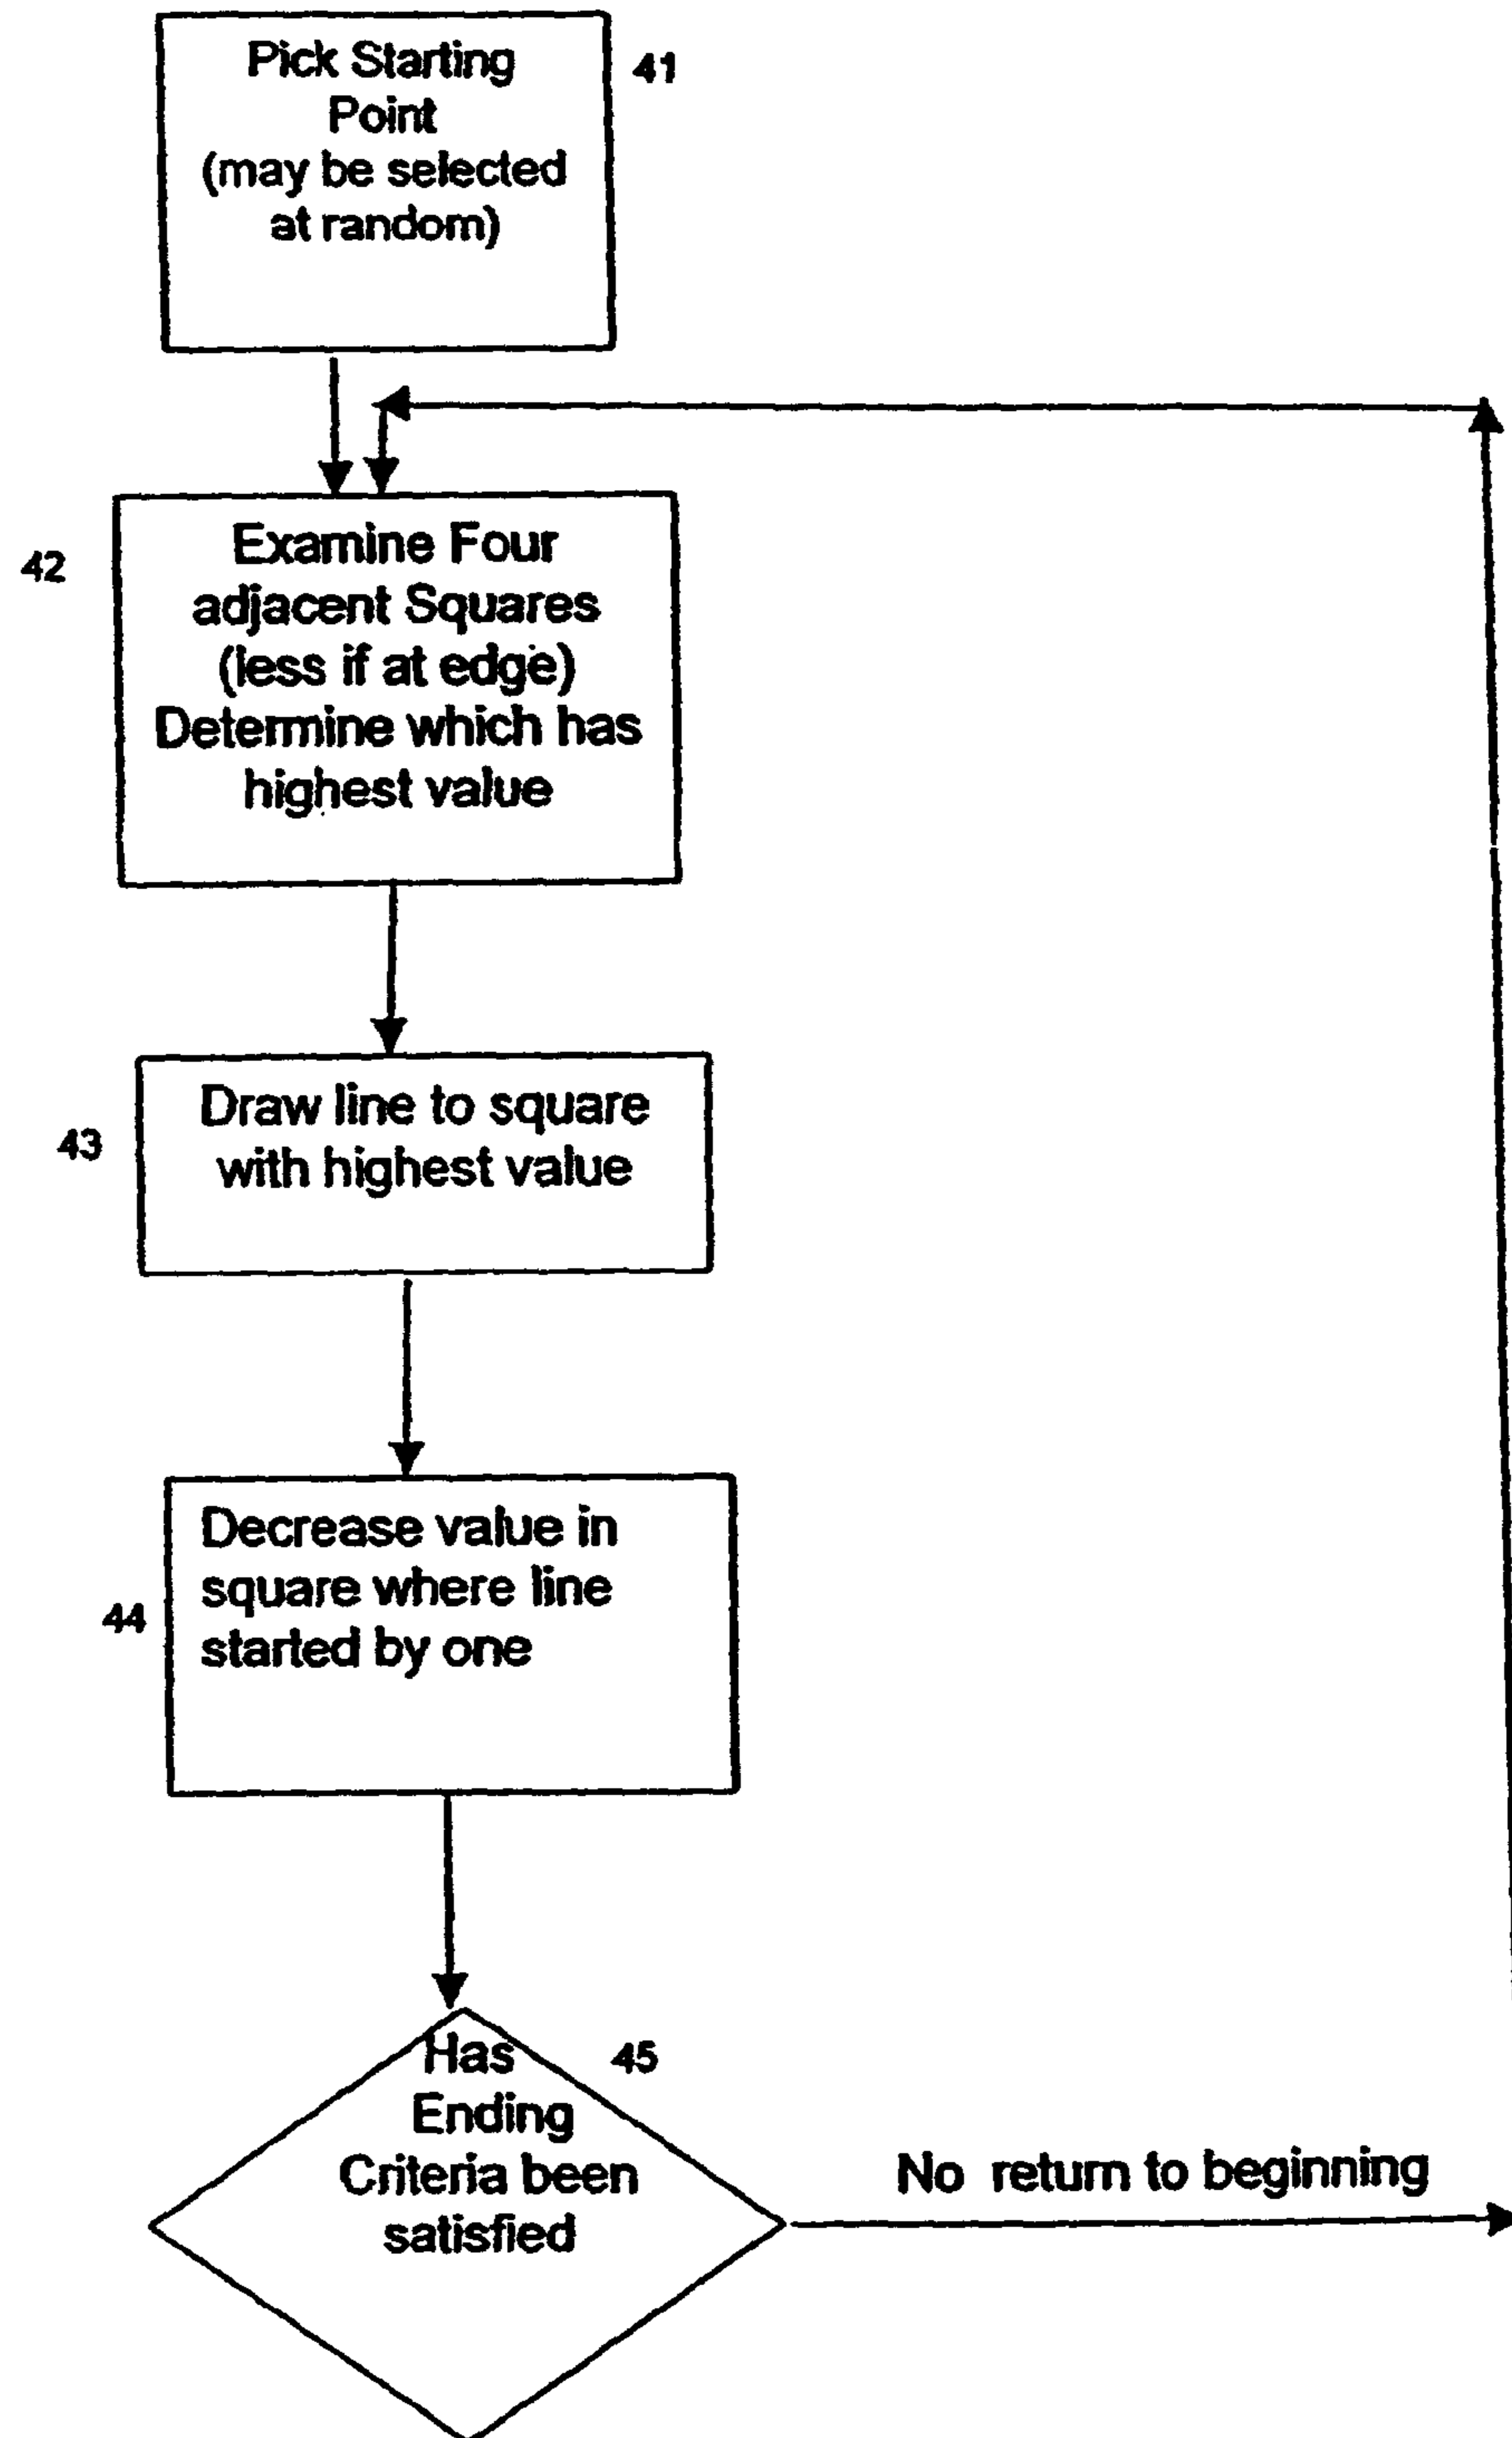 Pick Starting
Point
(may be selected
at random)
41
42
Examine Four
adjacent Squares
(less if at edge)
Determine which has
highest value
43
Draw line to square
with highest value
44
Decrease value in
square where line
started by one
45
Has
Ending
Criteria been
satisfied
No return to beginning